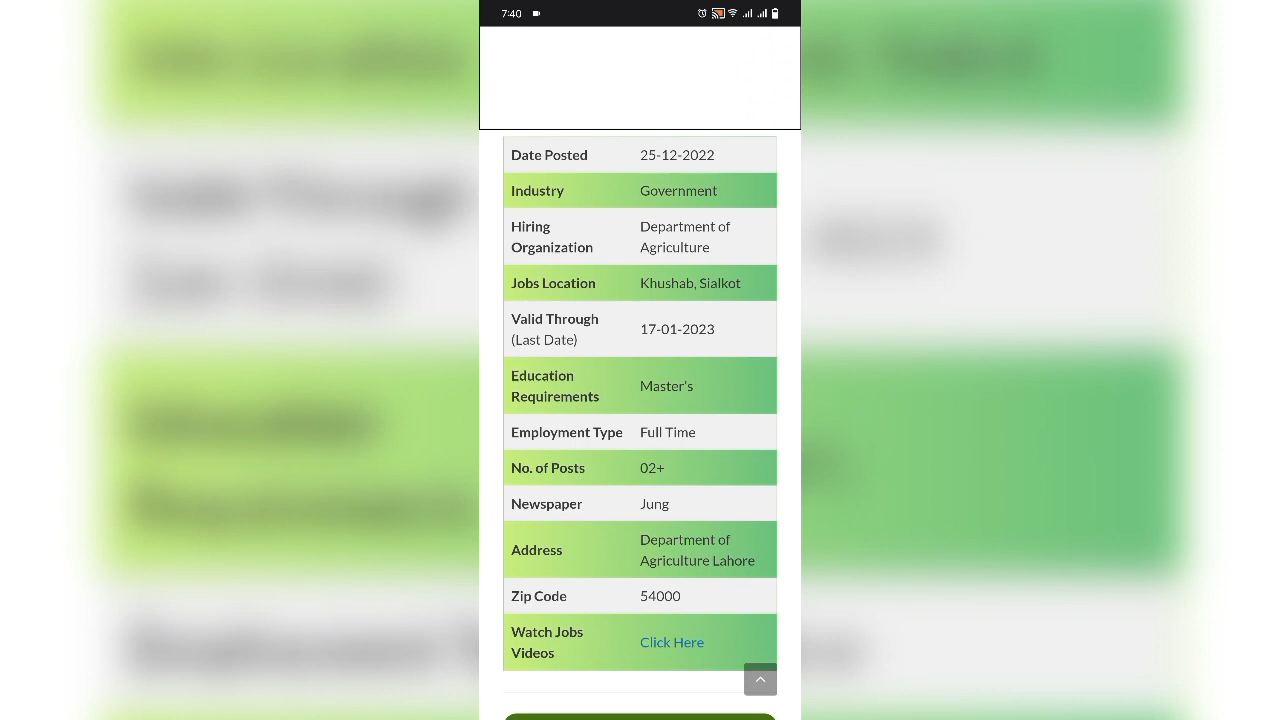 7:40
Date Posted 25-12-2022
Industry Government
Hiring Organization Department of Agriculture
Jobs Location Khushab, Sialkot
Valid Through (Last Date) 17-01-2023
Education Requirements Master's
Employment Type Full Time
No. of Posts 02+
Newspaper Jung
Address Department of Agriculture Lahore
Zip Code 54000
Watch Jobs Videos Click Here